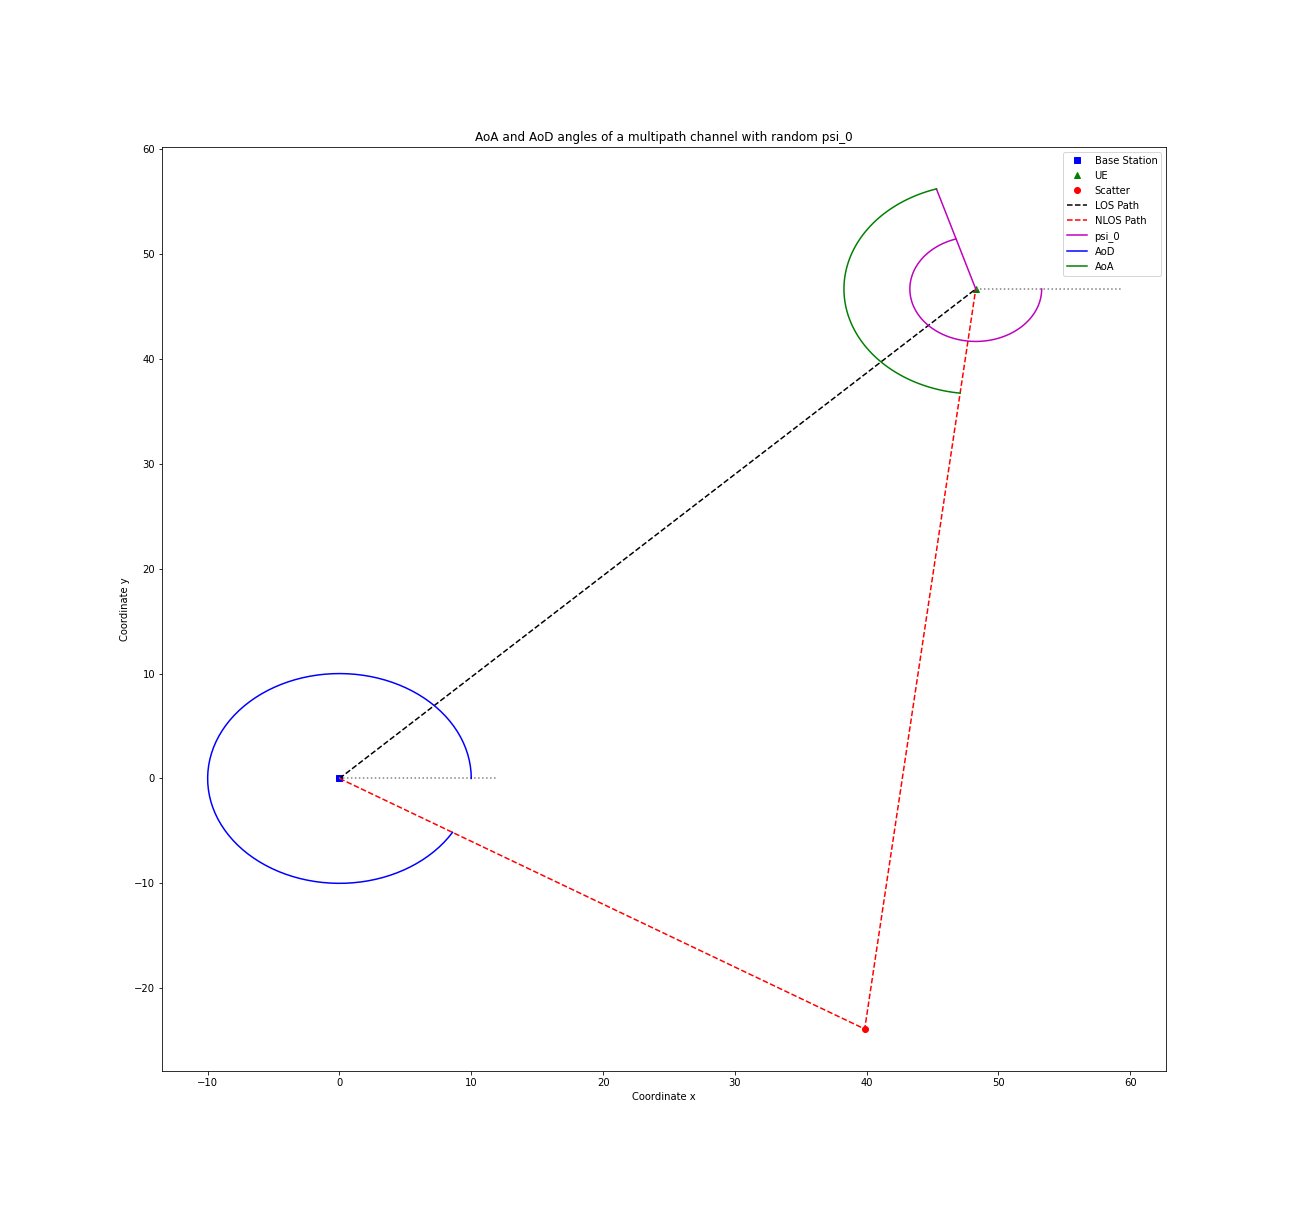 AoA and AoD angles of a multipath channel with random psi_0
Base Station
UE
Scatter
LOS Path
NLOS Path
psi_0
AoD
AoA
60
50
40
30
20
10
0
−10
−20
Coordinate y
−10
0
10
20
30
40
50
60
Coordinate x